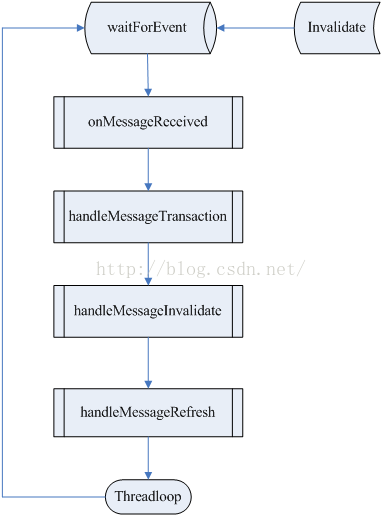 waitForEvent
Invalidate
onMessageReceived
handleMessageTransaction
http://blog.csdn.net/
handleMessageInvalidate
handleMessageRefresh
Threadloop